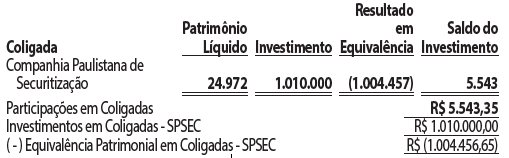 Resultado
Patrimônio em Saldo do
Coligada Líquido Investimento Equivalência Investimento
Companhia Paulistana de
Securitização 24.972 1.010.000 (1.004.457) 5.543
Participações em Coligadas R$ 5.543,35
Investimentos em Coligadas - SPSEC R$ 1.010.000,00
( - ) Equivalência Patrimonial em Coligadas - SPSEC R$ (1.004.456,65)